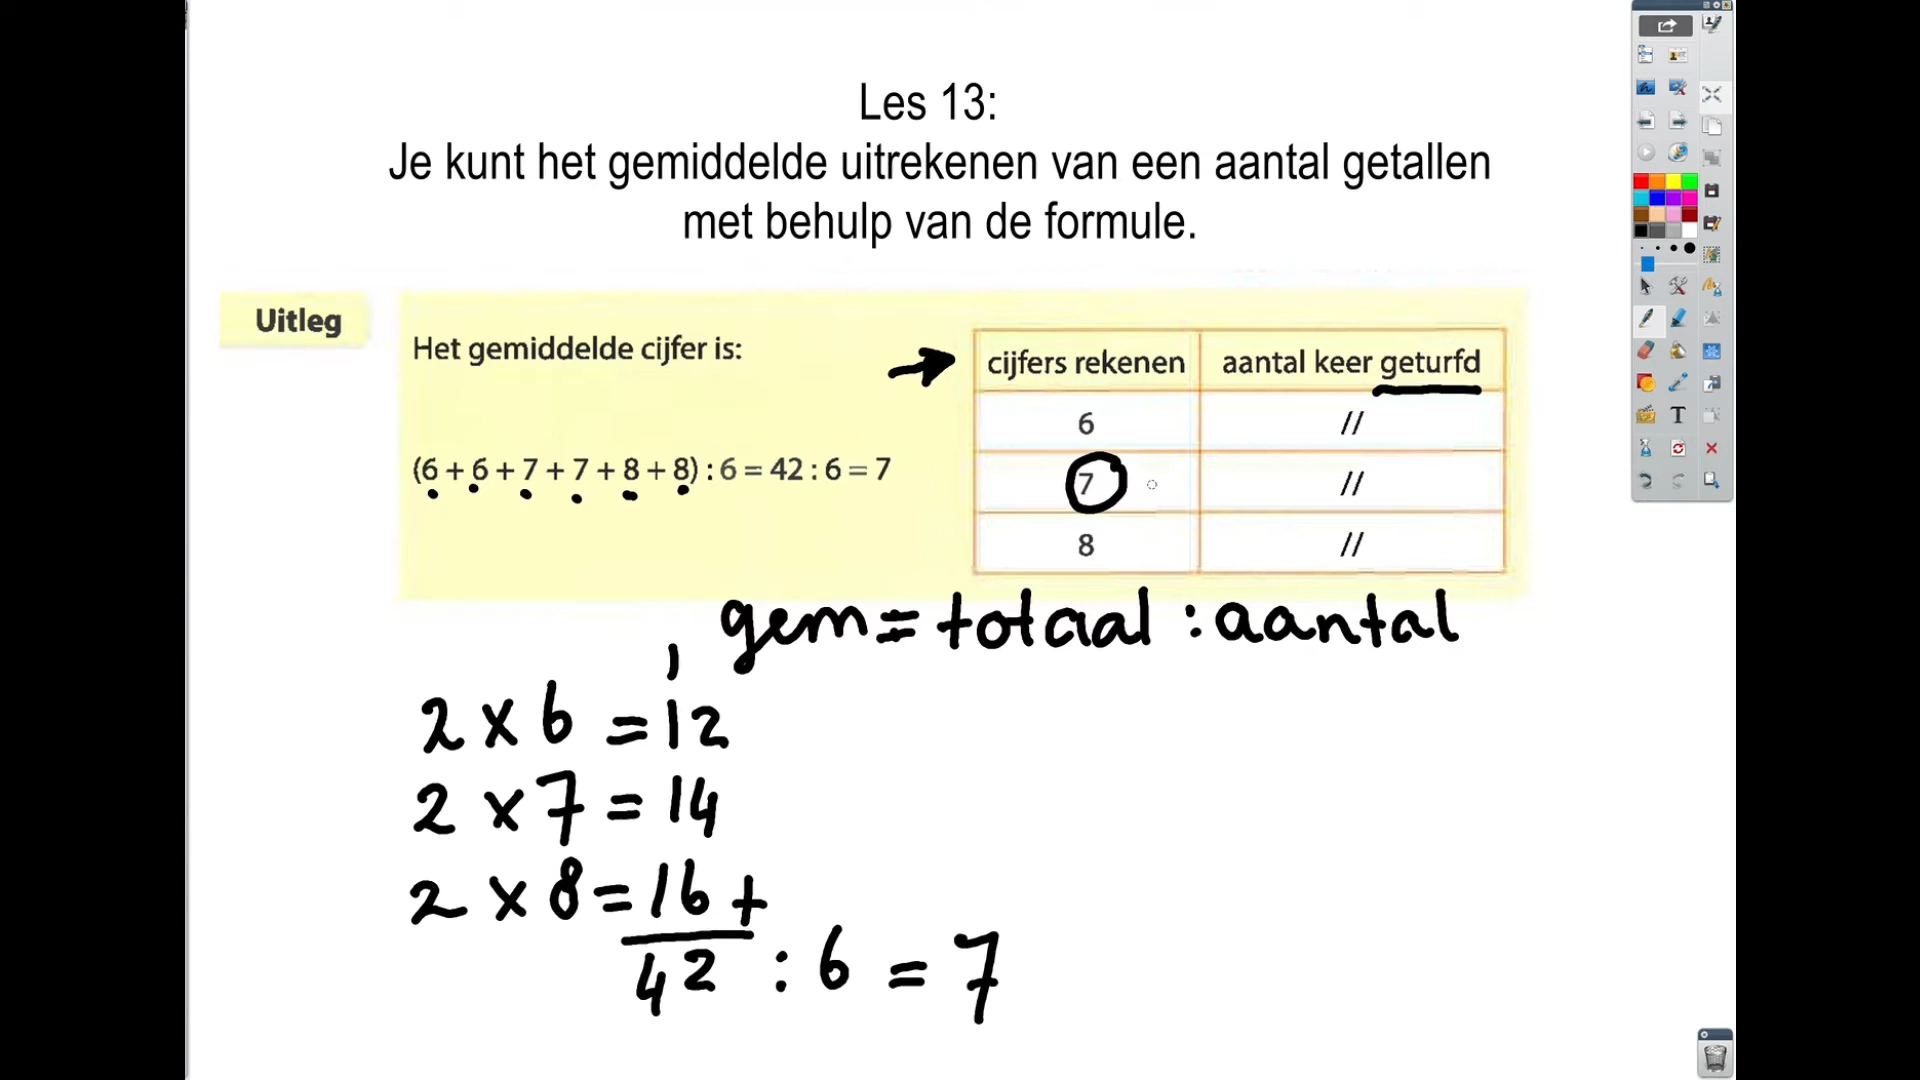 Les 13:
Je kunt het gemiddelde uitrekenen van een aantal getallen
met behulp van de formule.
Uitleg
Het gemiddelde cijfer is:
(6 + 6 + 7 + 7 + 8 + 8) : 6 = 42 : 6 = 7
cijfers rekenen aantal keer geturfd
6 //
7 //
8 //
gem = totaal : aantal
2 x 6 = 12
2 x 7 = 14
2 x 8 = 16 +
42 : 6 = 7